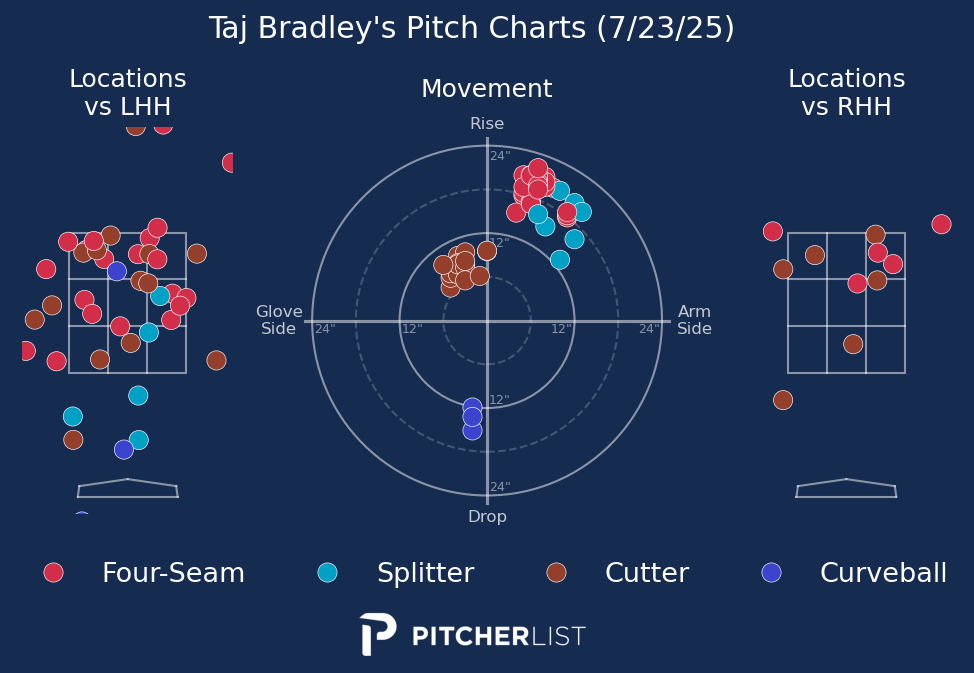 Taj Bradley's Pitch Charts (7/23/25)
Locations
vs LHH
Movement
Locations
vs RHH
Rise
24"
12"
Glove
Side
24"
12"
12"
24"
Arm
Side
12"
24"
Drop
Four-Seam
Splitter
Cutter
Curveball
PITCHERLIST